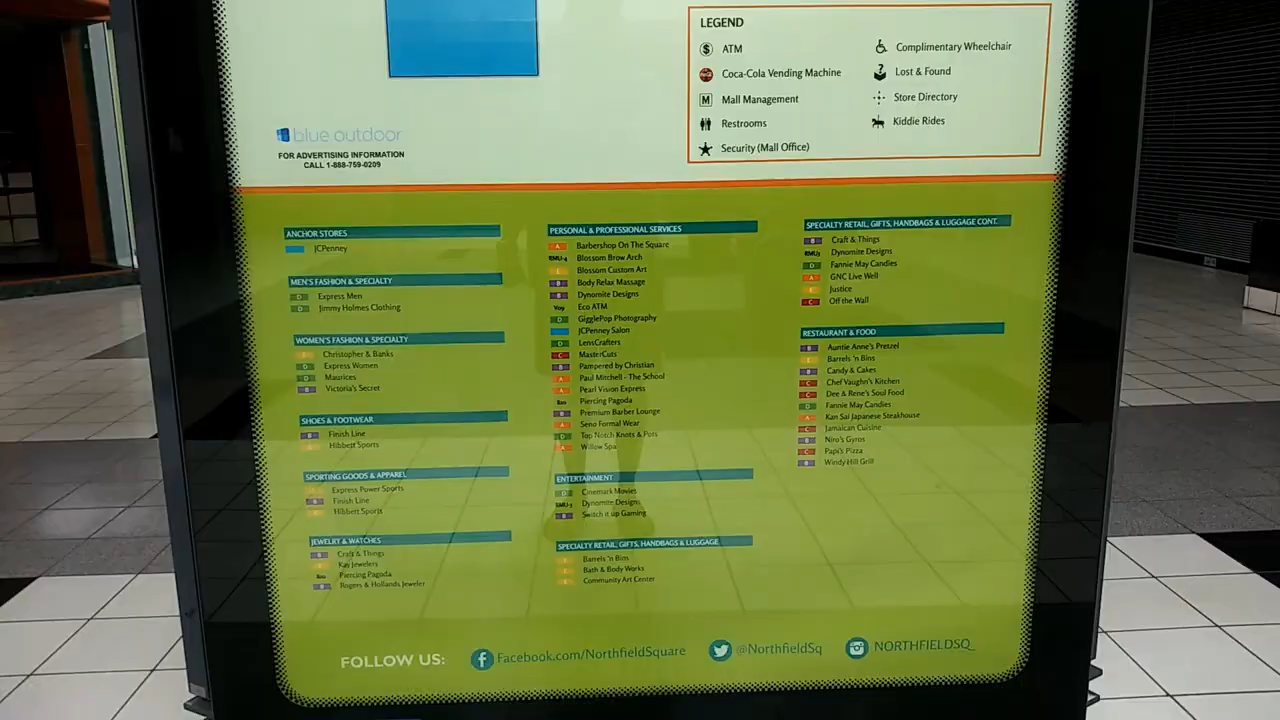 LEGEND
$ ATM
Coca-Cola Vending Machine
M Mall Management
Restrooms
Security (Mall Office)
Complimentary Wheelchair
Lost & Found
Store Directory
Kiddie Rides
blue outdoor
FOR ADVERTISING INFORMATION
CALL 1-888-759-0209
ANCHOR STORES
JCPenney
MEN'S FASHION & SPECIALTY
D Express Men
D Jimmy Holmes Clothing
WOMEN'S FASHION & SPECIALTY
Christopher & Banks
D Express Women
D Maurices
B Victoria's Secret
SHOES & FOOTWEAR
B Finish Line
Hibbett Sports
SPORTING GOODS & APPAREL
Express Power Sports
B Finish Line
Hibbett Sports
JEWELRY & WATCHES
B Craft & Things
E Kay Jewelers
Piercing Pagoda
B Rogers & Hollands Jeweler
PERSONAL & PROFESSIONAL SERVICES
A Barbershop On The Square
RMU-4 Blossom Brow Arch
E Blossom Custom Art
B Body Relax Massage
B Dynomite Designs
Eco ATM
D GigglePop Photography
JCPenney Salon
D LensCrafters
C MasterCuts
B Pampered by Christian
A Paul Mitchell - The School
A Pearl Vision Express
Piercing Pagoda
B Premium Barber Lounge
A Seno Formal Wear
D Top Notch Knots & Pots
A Willow Spa
ENTERTAINMENT
D Cinemark Movies
Dynomite Designs
B Switch it up Gaming
SPECIALTY RETAIL, GIFTS, HANDBAGS & LUGGAGE
E Barrels 'n Bins
E Bath & Body Works
E Community Art Center
SPECIALTY RETAIL, GIFTS, HANDBAGS & LUGGAGE CONT.
B Craft & Things
Dynomite Designs
D Fannie May Candies
A GNC Live Well
E Justice
C Off the Wall
RESTAURANT & FOOD
B Auntie Anne's Pretzel
E Barrels 'n Bins
B Candy & Cakes
C Chef Vaughn's Kitchen
C Dee & Rene's Soul Food
D Fannie May Candies
A Kan Sai Japanese Steakhouse
C Jamaican Cuisine
B Niro's Gyros
C Papi's Pizza
B Windy Hill Grill
FOLLOW US: Facebook.com/NorthfieldSquare @NorthfieldSq NORTHFIELDSQ_